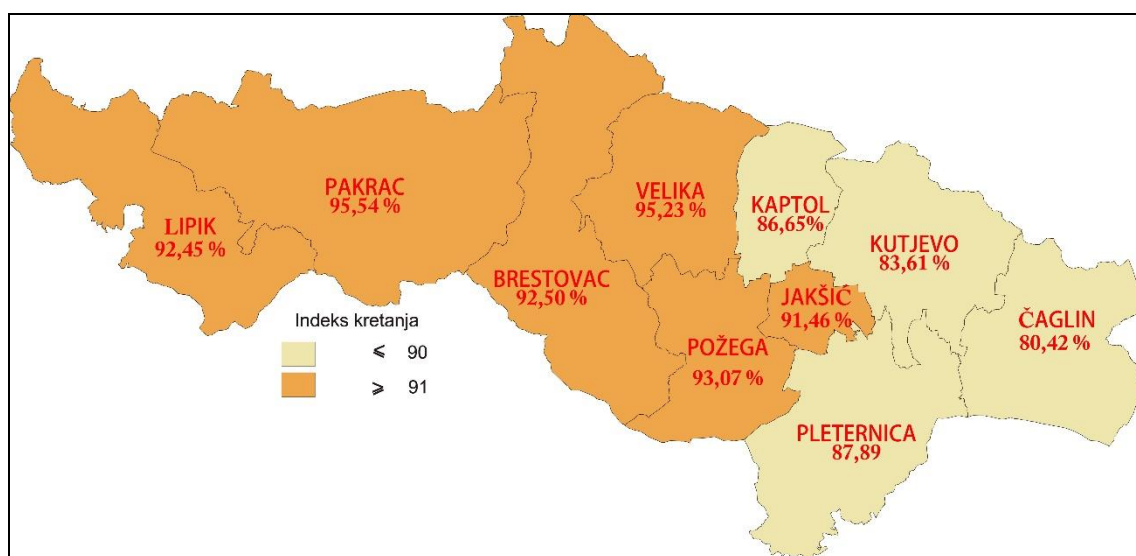 PAKRAC
95,54 %
LIPIK
92,45 %
BRESTOVAC
92,50 %
VELIKA
95,23 %
KAPTOL
86,65%
KUTJEVO
83,61 %
ČAGLIN
80,42 %
JAKŠIĆ
91,46 %
POŽEGA
93,07 %
PLETERNICA
87,89
Indeks kretanja
⩽ 90
⩾ 91